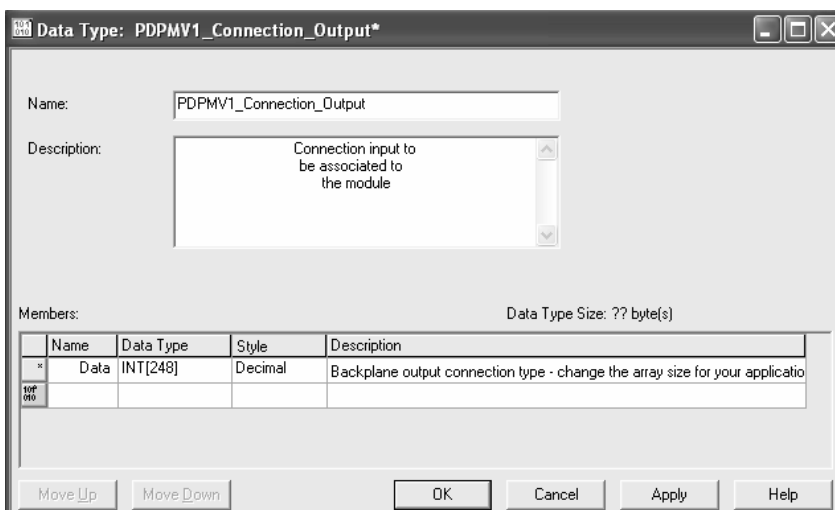 Data Type: PDPMV1_Connection_Output*
Name: PDPMV1_Connection_Output
Description: Connection input to
be associated to
the module
Members: Data Type Size: ?? byte(s)
Name Data Type Style Description
Data INT[248] Decimal Backplane output connection type - change the array size for your applicatio
Move Up Move Down OK Cancel Apply Help